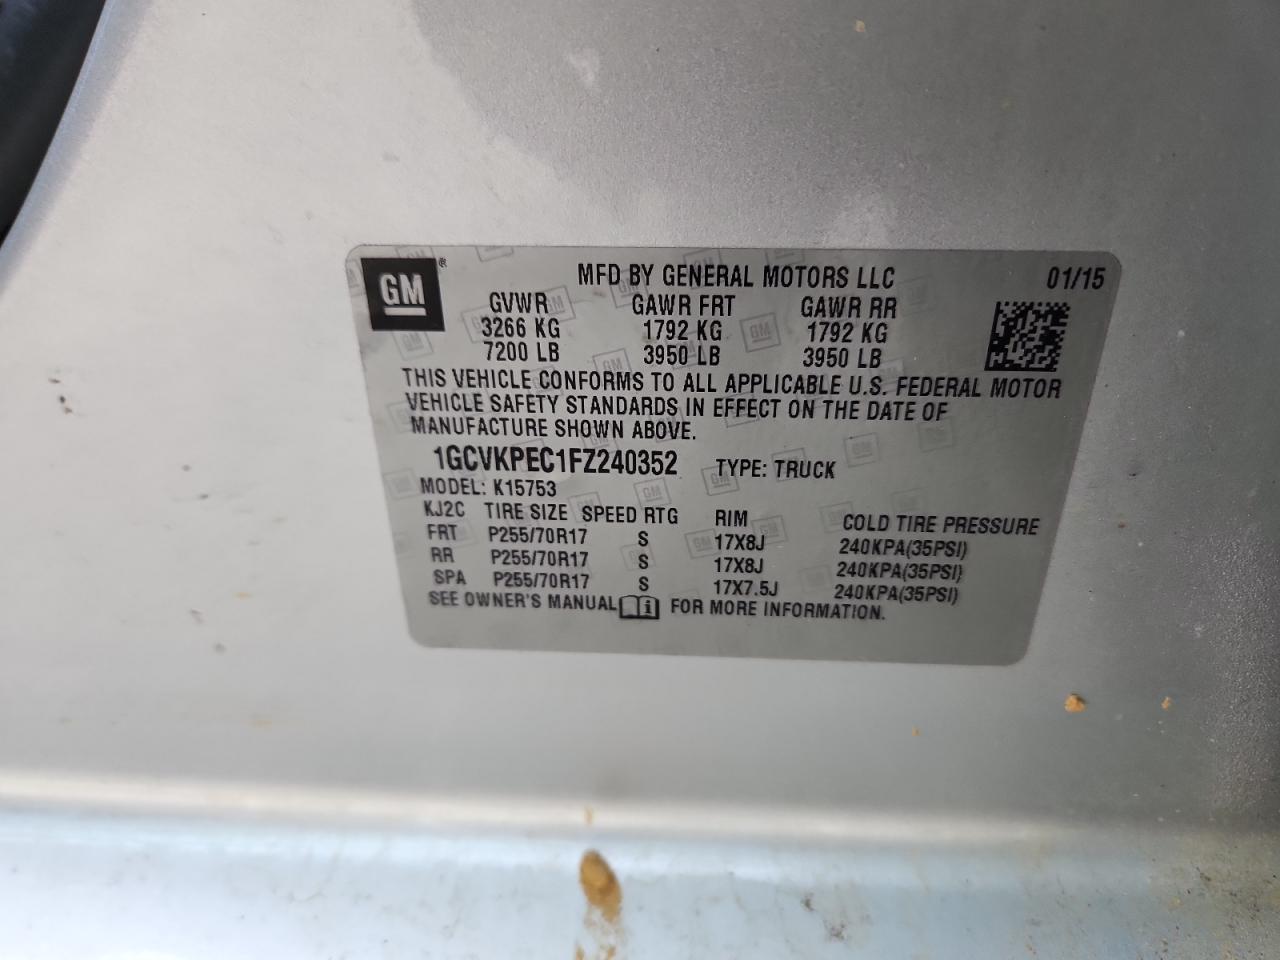 GM ® MFD BY GENERAL MOTORS LLC 01/15
GVWR GAWR FRT GAWR RR
3266 KG 1792 KG 1792 KG
7200 LB 3950 LB 3950 LB
THIS VEHICLE CONFORMS TO ALL APPLICABLE U.S. FEDERAL MOTOR
VEHICLE SAFETY STANDARDS IN EFFECT ON THE DATE OF
MANUFACTURE SHOWN ABOVE.
1GCVKPEC1FZ240352 TYPE: TRUCK
MODEL: K15753
KJ2C TIRE SIZE SPEED RTG RIM COLD TIRE PRESSURE
FRT P255/70R17 S 17X8J 240KPA(35PSI)
RR P255/70R17 S 17X8J 240KPA(35PSI)
SPA P255/70R17 S 17X7.5J 240KPA(35PSI)
SEE OWNER'S MANUAL i FOR MORE INFORMATION.